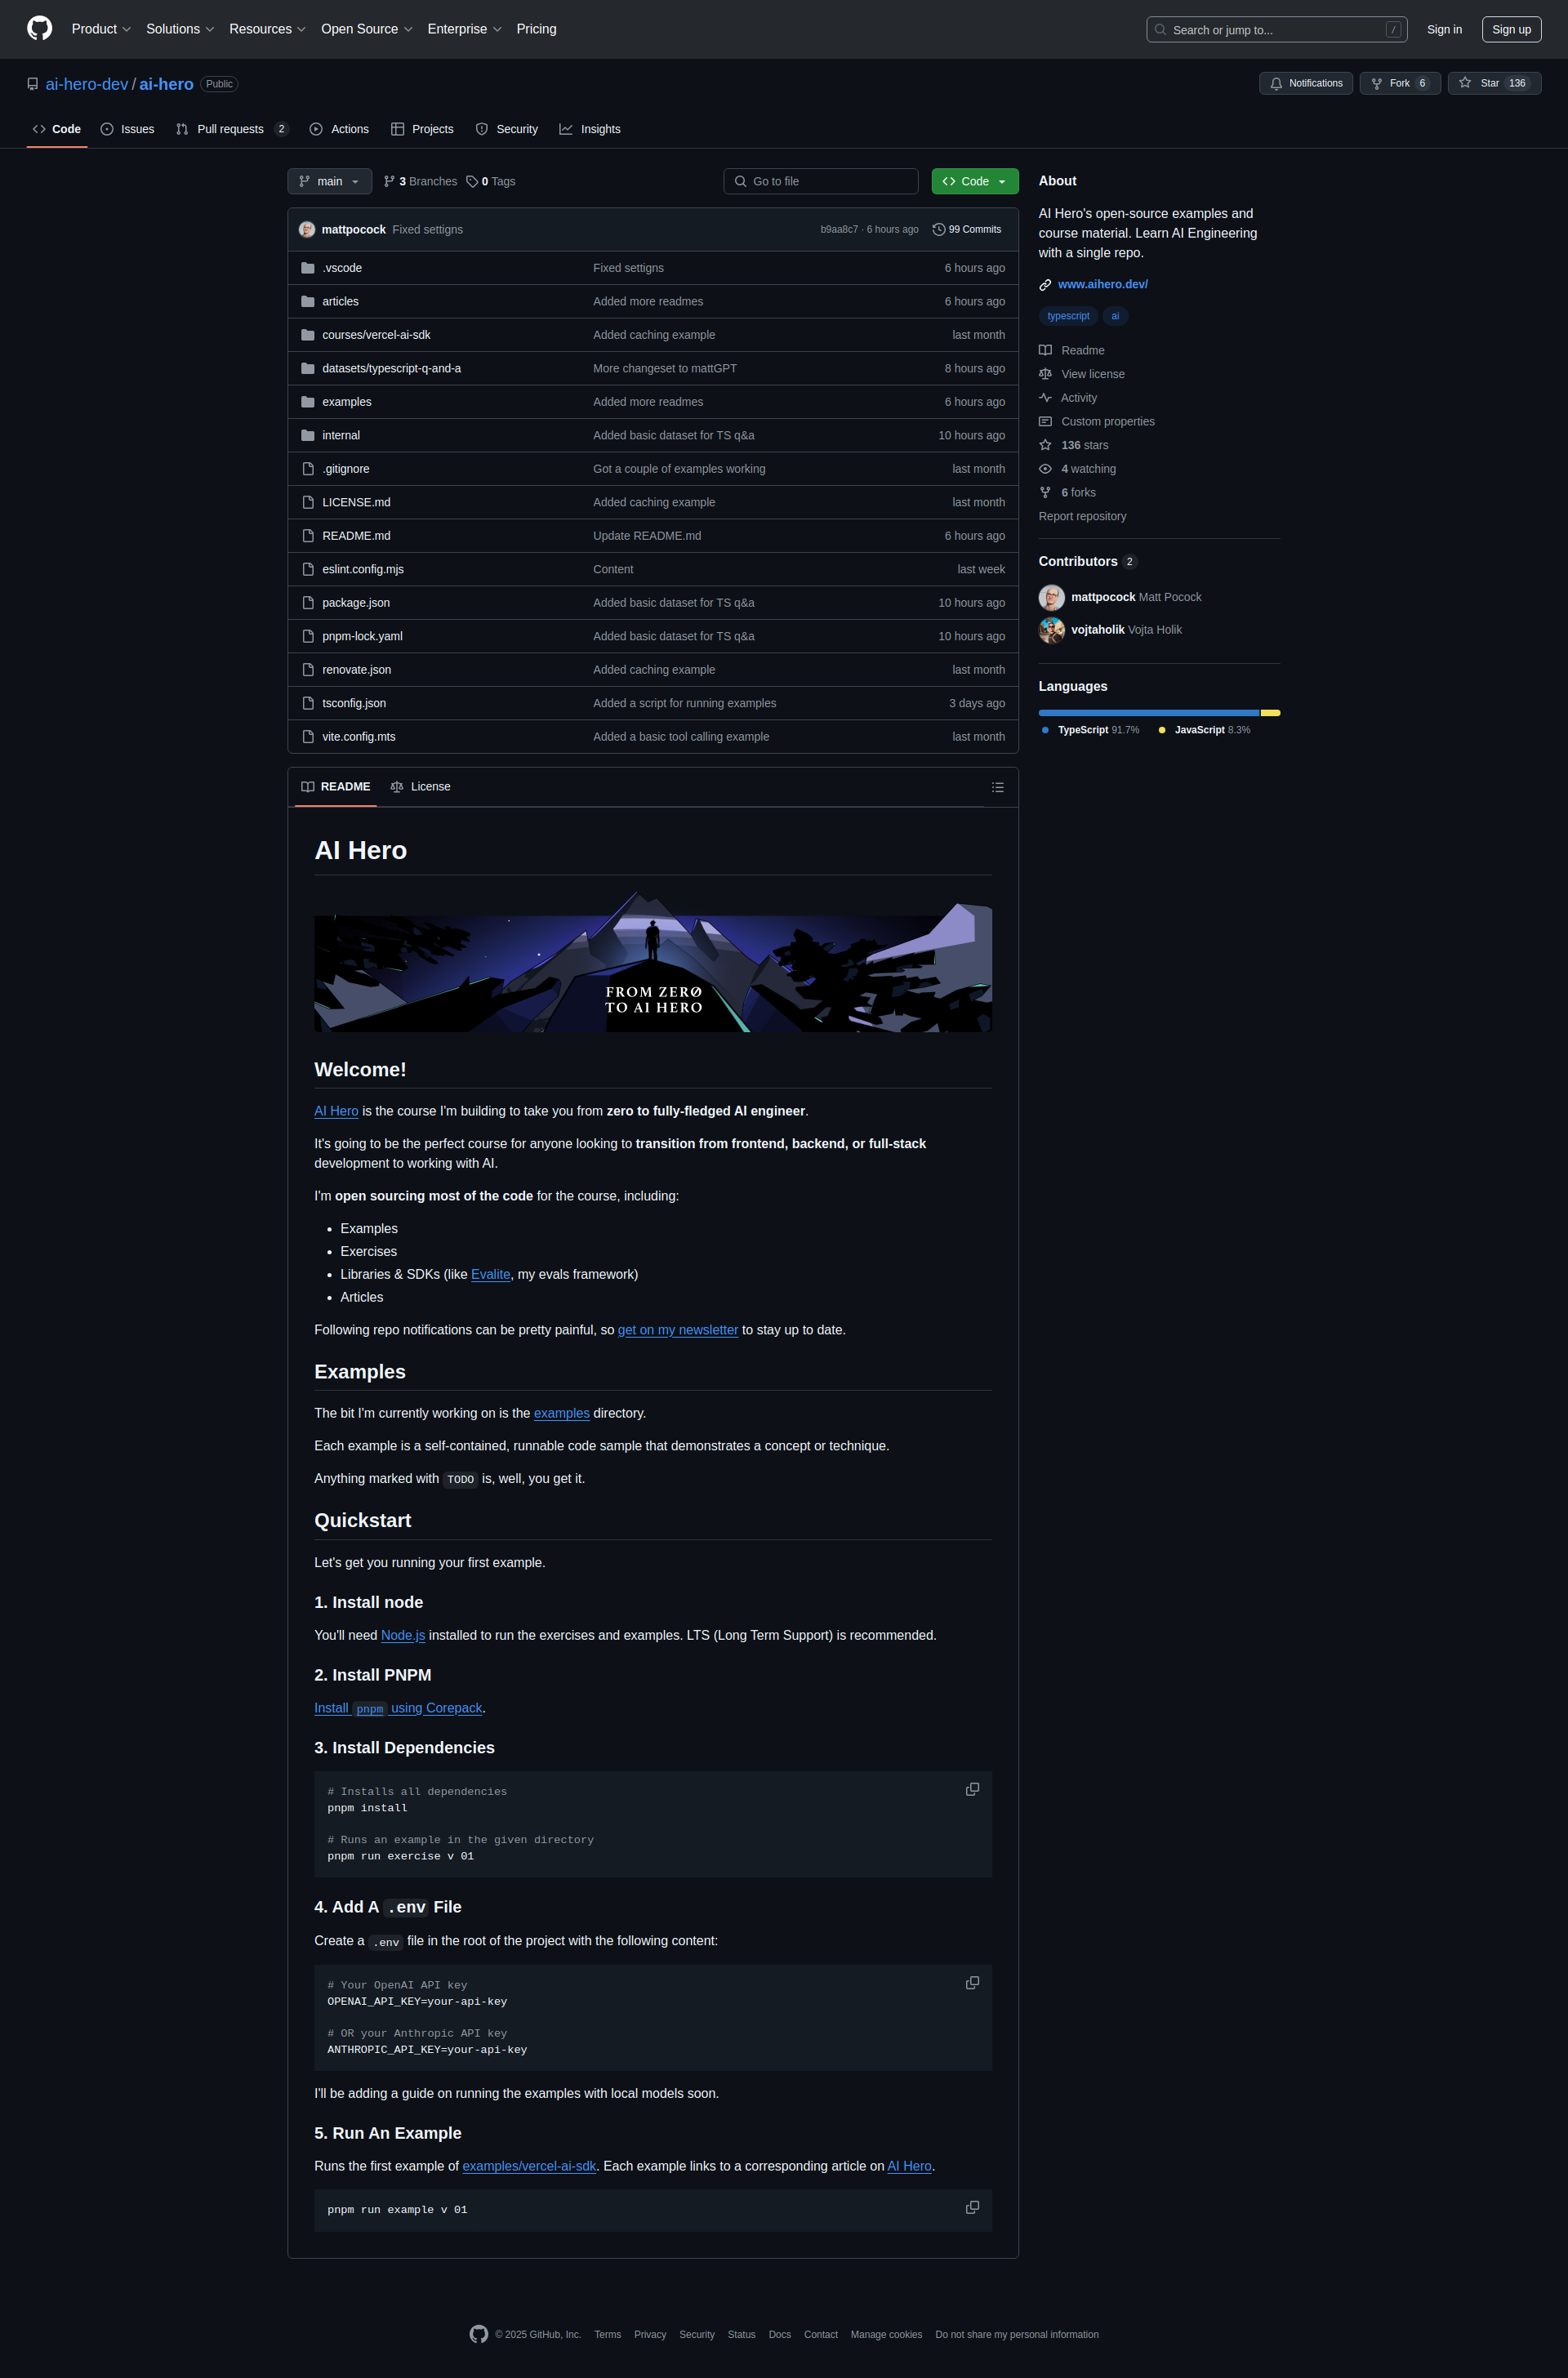 Product Solutions Resources Open Source Enterprise Pricing Search or jump to... / Sign in Sign up
ai-hero-dev / ai-hero Public Notifications Fork 6 Star 136
Code Issues Pull requests 2 Actions Projects Security Insights
main 3 Branches 0 Tags Go to file Code
mattpocock Fixed settigns b9aa8c7 · 6 hours ago 99 Commits
.vscode Fixed settigns 6 hours ago
articles Added more readmes 6 hours ago
courses/vercel-ai-sdk Added caching example last month
datasets/typescript-q-and-a More changeset to mattGPT 8 hours ago
examples Added more readmes 6 hours ago
internal Added basic dataset for TS q&a 10 hours ago
.gitignore Got a couple of examples working last month
LICENSE.md Added caching example last month
README.md Update README.md 6 hours ago
eslint.config.mjs Content last week
package.json Added basic dataset for TS q&a 10 hours ago
pnpm-lock.yaml Added basic dataset for TS q&a 10 hours ago
renovate.json Added caching example last month
tsconfig.json Added a script for running examples 3 days ago
vite.config.mts Added a basic tool calling example last month
README License
AI Hero
FROM ZERØ
TO AI HERO
Welcome!
AI Hero is the course I'm building to take you from zero to fully-fledged AI engineer.
It's going to be the perfect course for anyone looking to transition from frontend, backend, or full-stack
development to working with AI.
I'm open sourcing most of the code for the course, including:
• Examples
• Exercises
• Libraries & SDKs (like Evalite, my evals framework)
• Articles
Following repo notifications can be pretty painful, so get on my newsletter to stay up to date.
Examples
The bit I'm currently working on is the examples directory.
Each example is a self-contained, runnable code sample that demonstrates a concept or technique.
Anything marked with TODO is, well, you get it.
Quickstart
Let's get you running your first example.
1. Install node
You'll need Node.js installed to run the exercises and examples. LTS (Long Term Support) is recommended.
2. Install PNPM
Install pnpm using Corepack.
3. Install Dependencies
# Installs all dependencies
pnpm install
# Runs an example in the given directory
pnpm run exercise v 01
4. Add A .env File
Create a .env file in the root of the project with the following content:
# Your OpenAI API key
OPENAI_API_KEY=your-api-key
# OR your Anthropic API key
ANTHROPIC_API_KEY=your-api-key
I'll be adding a guide on running the examples with local models soon.
5. Run An Example
Runs the first example of examples/vercel-ai-sdk. Each example links to a corresponding article on AI Hero.
pnpm run example v 01
About
AI Hero's open-source examples and
course material. Learn AI Engineering
with a single repo.
www.aihero.dev/
typescript ai
Readme
View license
Activity
Custom properties
136 stars
4 watching
6 forks
Report repository
Contributors 2
mattpocock Matt Pocock
vojtaholik Vojta Holik
Languages
TypeScript 91.7% JavaScript 8.3%
© 2025 GitHub, Inc. Terms Privacy Security Status Docs Contact Manage cookies Do not share my personal information